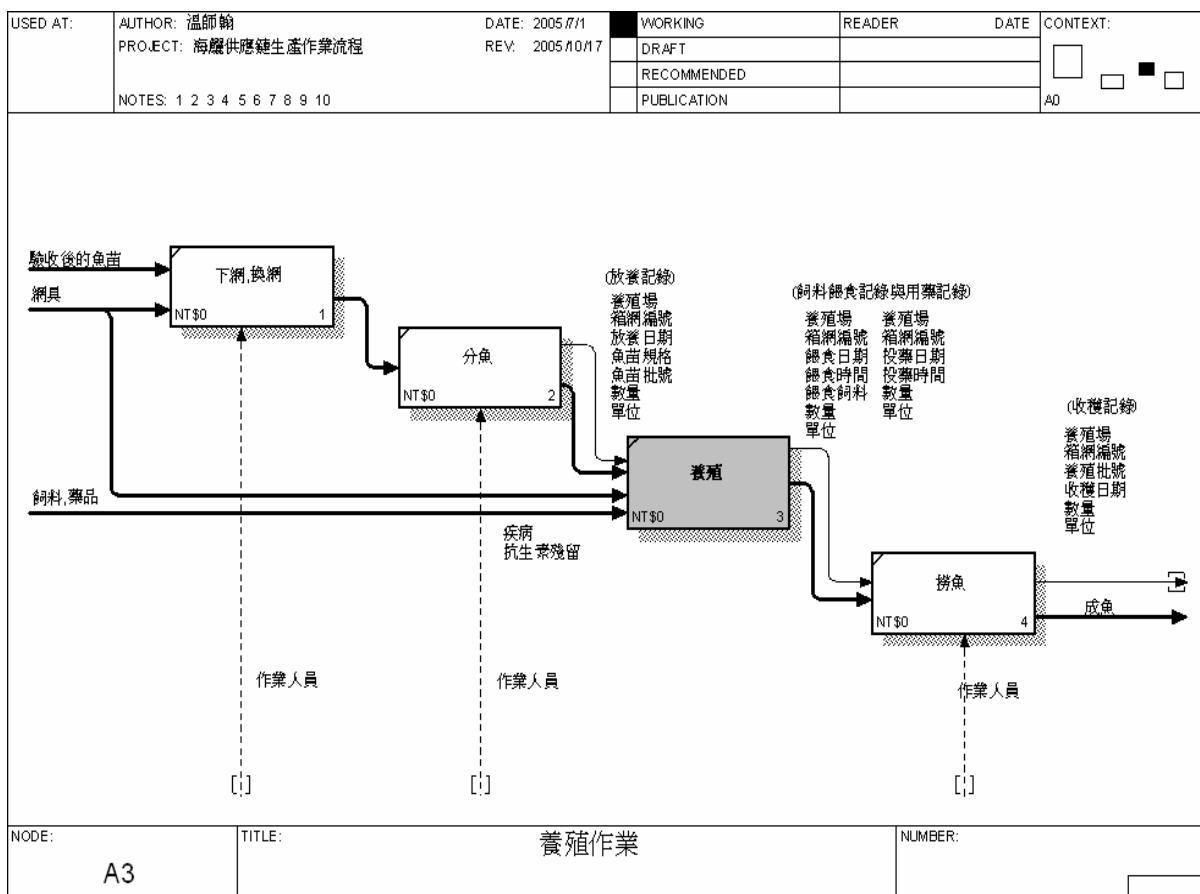 USED AT:
AUTHOR: 溫師翰
DATE: 2005/7/1
PROJECT: 海鱺供應鏈生產作業流程
REV: 2005/10/17
NOTES: 1 2 3 4 5 6 7 8 9 10
WORKING
DRAFT
RECOMMENDED
PUBLICATION
READER DATE
CONTEXT:
A0
驗收後的魚苗
網具
下網,換網
NT$0 1
分魚
NT$0 2
(放養記錄)
養殖場
箱網編號
放養日期
魚苗規格
魚苗批號
數量
單位
(飼料餵食記錄與用藥記錄)
養殖場 養殖場
箱網編號 箱網編號
餵食日期 投藥日期
餵食時間 投藥時間
餵食飼料 數量
數量 單位
單位
(收穫記錄)
養殖場
箱網編號
養殖批號
收穫日期
數量
單位
養殖
NT$0 3
飼料,藥品
疾病
抗生素殘留
撈魚
NT$0 4
成魚
作業人員
作業人員
作業人員
NODE:
A3
TITLE:
養殖作業
NUMBER: